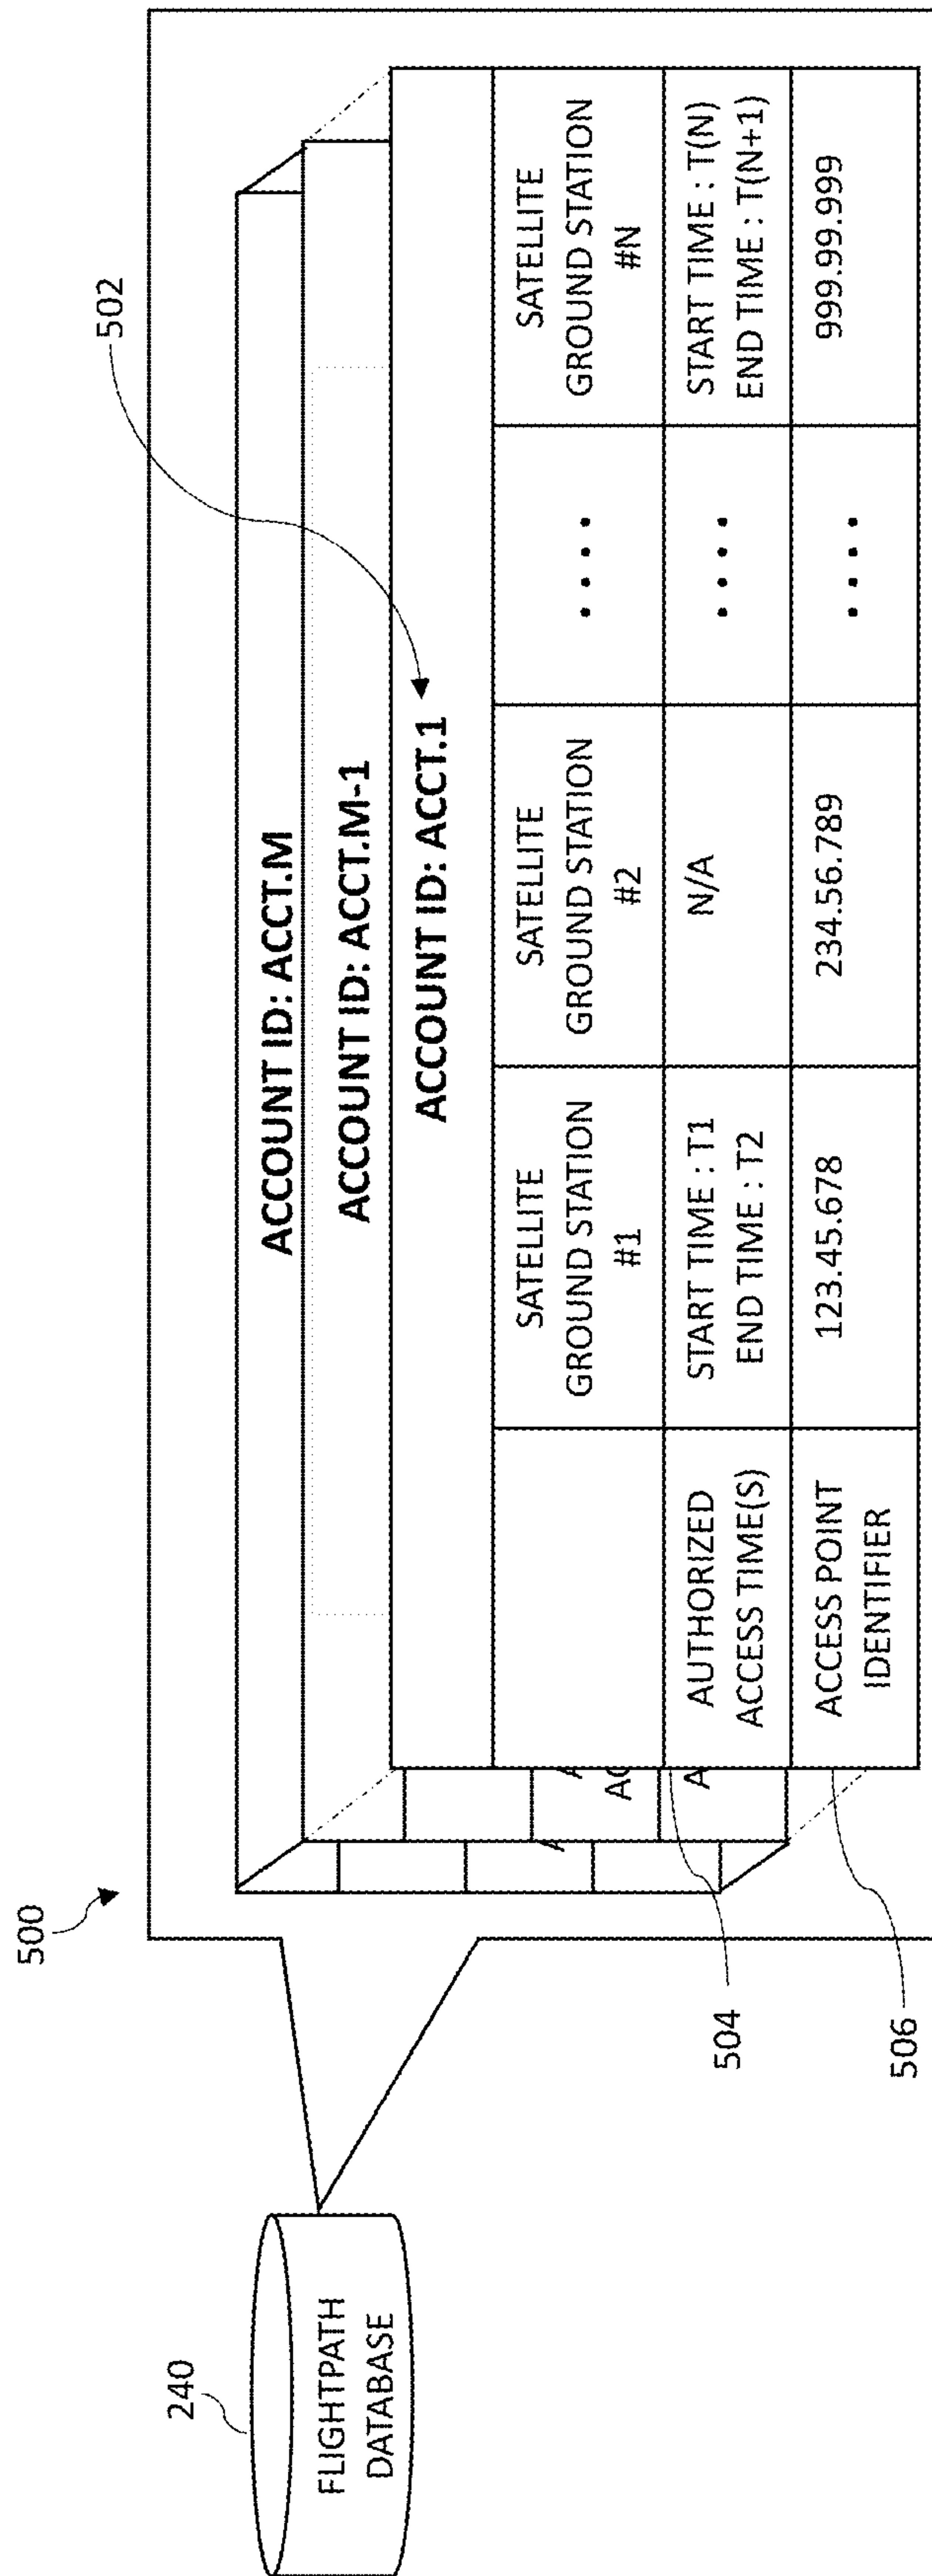 500
502
240
FLIGHTPATH
DATABASE
ACCOUNT ID: ACCT.M
ACCOUNT ID: ACCT.M-1
ACCOUNT ID: ACCT.1
SATELLITE
GROUND STATION
#1
SATELLITE
GROUND STATION
#2
. . . .
SATELLITE
GROUND STATION
#N
AUTHORIZED
ACCESS TIME(S)
START TIME : T1
END TIME : T2
N/A
. . . .
START TIME : T(N)
END TIME : T(N+1)
ACCESS POINT
IDENTIFIER
123.45.678
234.56.789
. . . .
999.99.999
504
506